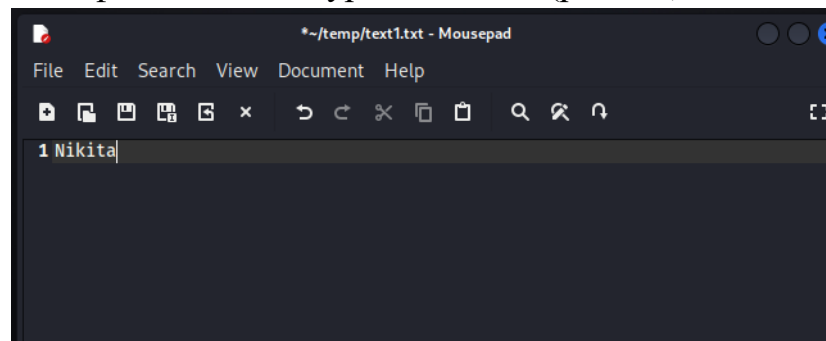 *~/temp/text1.txt - Mousepad
File Edit Search View Document Help
1 Nikita